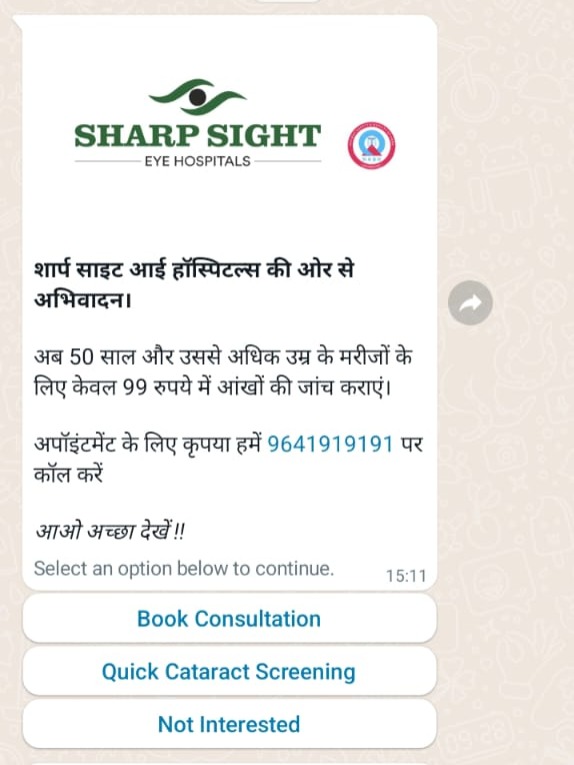 SHARP SIGHT
EYE HOSPITALS
शार्प साइट आई हॉस्पिटल्स की ओर से
अभिवादन।
अब 50 साल और उससे अधिक उम्र के मरीजों के
लिए केवल 99 रुपये में आंखों की जांच कराएं।
अपॉइंटमेंट के लिए कृपया हमें 9641919191 पर
कॉल करें
आओ अच्छा देखें!!
Select an option below to continue.
15:11
Book Consultation
Quick Cataract Screening
Not Interested